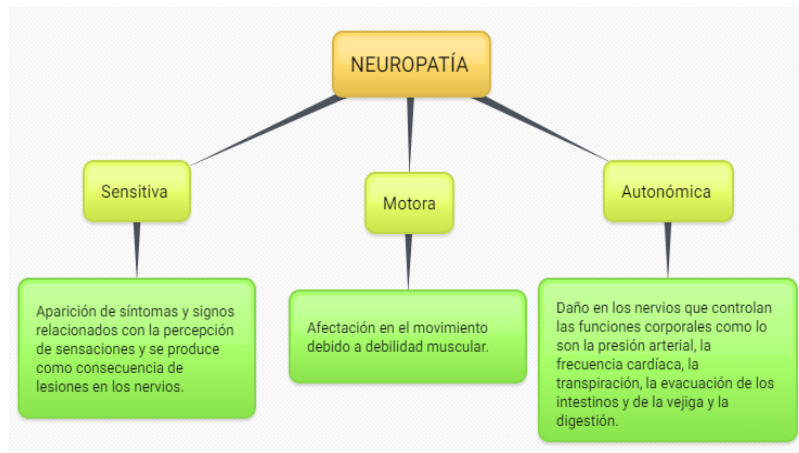 NEUROPATÍA
Sensitiva
Motora
Autonómica
Aparición de síntomas y signos
relacionados con la percepción
de sensaciones y se produce
como consecuencia de
lesiones en los nervios.
Afectación en el movimiento
debido a debilidad muscular.
Daño en los nervios que controlan
las funciones corporales como lo
son la presión arterial, la
frecuencia cardíaca, la
transpiración, la evacuación de los
intestinos y de la vejiga y la
digestión.